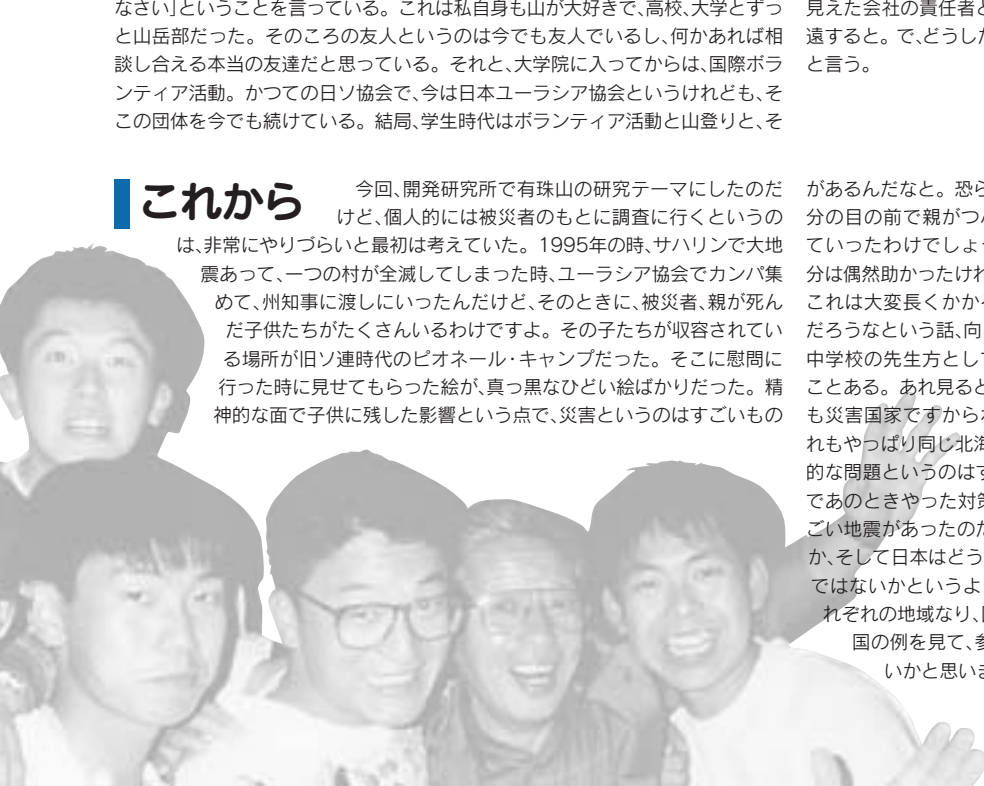 なさい」ということを言っている。これは私自身も山が大好きで、高校、大学とずっ
と山岳部だった。そのころの友人というのは今でも友人でいるし、何かあれば相
談し合える本当の友達だと思っている。それと、大学院に入ってからは、国際ボラ
ンティア活動。かつての日ソ協会で、今は日本ユーラシア協会というけれども、そ
この団体を今でも続けている。結局、学生時代はボランティア活動と山登りと、そ
これから
今回、開発研究所で有珠山の研究テーマにしたのだ
けど、個人的には被災者のもとに調査に行くというの
は、非常にやりづらいと最初は考えていた。1995年の時、サハリンで大地
震あって、一つの村が全滅してしまった時、ユーラシア協会でカンパ集
めて、州知事に渡しにいったんだけど、そのときに、被災者、親が死ん
だ子供たちがたくさんいるわけですよ。その子たちが収容されてい
る場所が旧ソ連時代のピオネール・キャンプだった。そこに慰問に
行った時に見せてもらった絵が、真っ黒なひどい絵ばかりだった。精
神的な面で子供に残した影響という点で、災害というのはすごいもの
見えた会社の責任者と
遠すると。で、どうした
と言う。
があるんだなと。恐ら
分の目の前で親がつ
ていったわけでしょ
分は偶然助かったけれ
これは大変長くかか
だろうなという話、向
中学校の先生方として
ことある。あれ見ると
も災害国家ですから
れもやっぱり同じ北海
的な問題というのはす
であのときやった対策
ごい地震があったのだ
か、そして日本はどう
ではないかというよ
れぞれの地域なり、
国の例を見て、参
いかと思いま